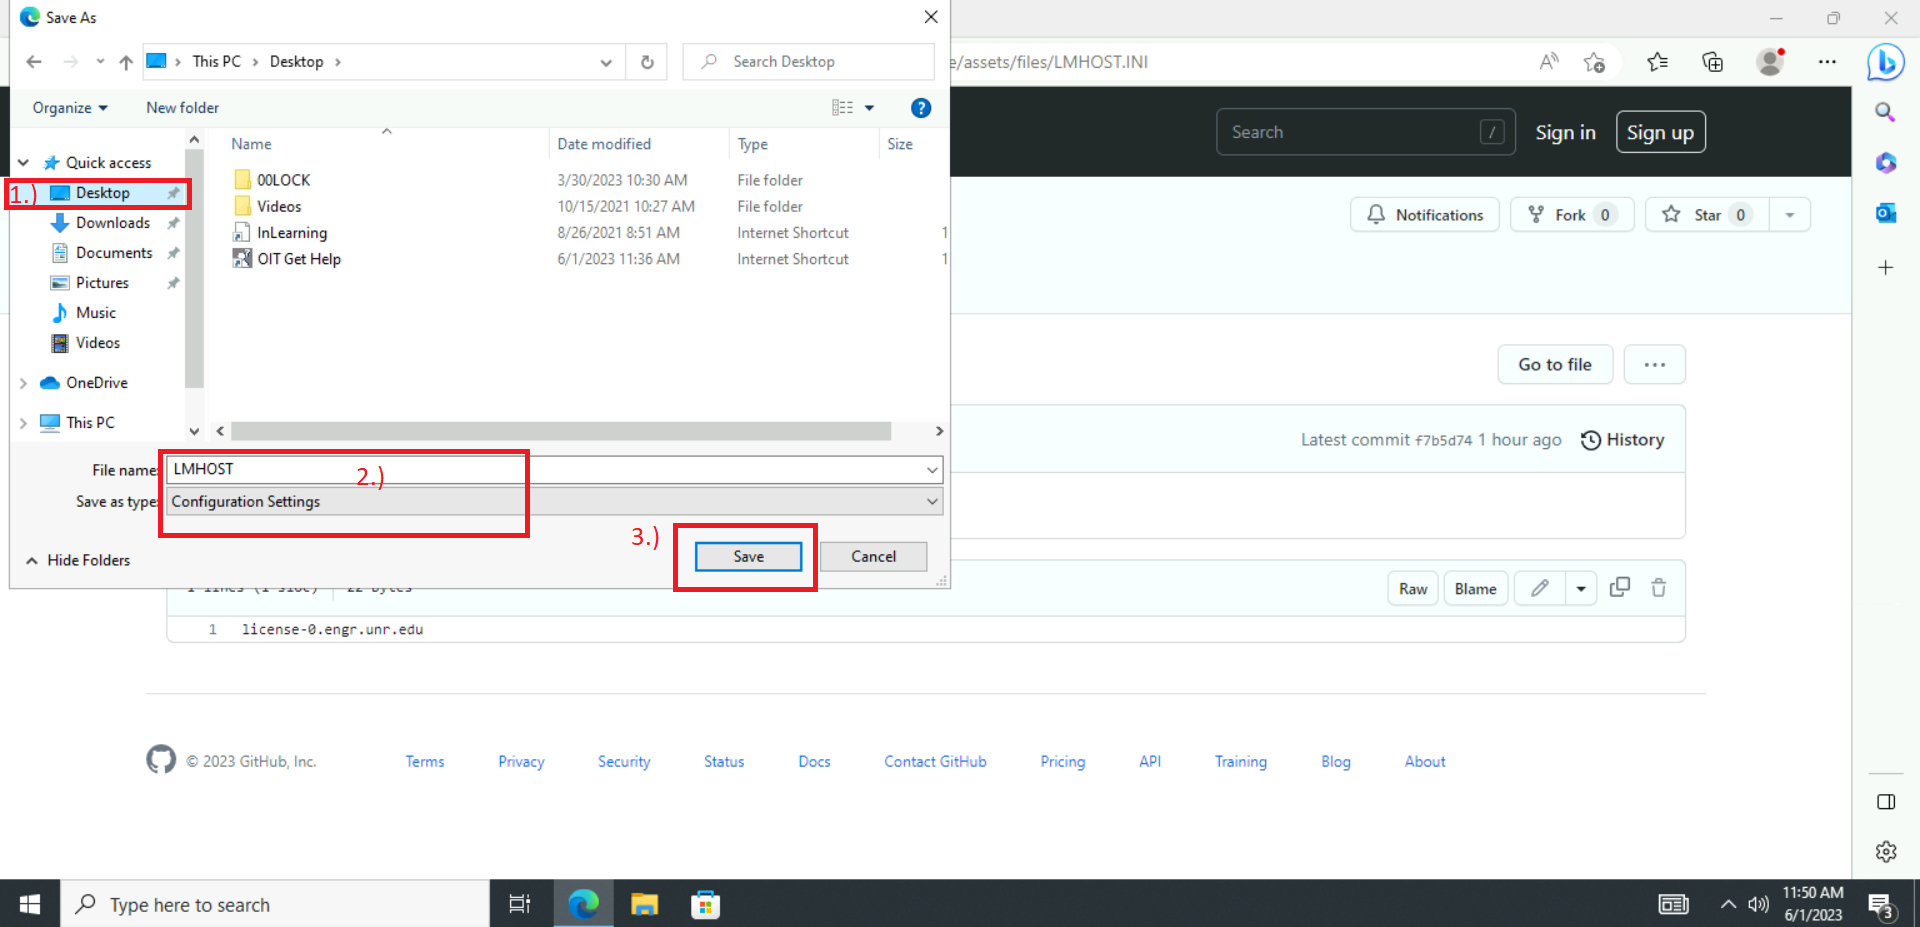 Save As
This PC > Desktop >
Search Desktop
e/assets/files/LMHOST.INI
Organize
New folder
Search /
Sign in
Sign up
Name
Date modified
Type
Size
Quick access
1.)
Desktop
Downloads
Documents
Pictures
Music
Videos
OneDrive
This PC
00LOCK 3/30/2023 10:30 AM File folder
Videos 10/15/2021 10:27 AM File folder
InLearning 8/26/2021 8:51 AM Internet Shortcut 1
OIT Get Help 6/1/2023 11:36 AM Internet Shortcut 1
Notifications
Fork 0
Star 0
Go to file
Latest commit f7b5d74 1 hour ago
History
File name: LMHOST
2.)
Save as type: Configuration Settings
3.)
Save
Cancel
Hide Folders
Raw
Blame
1 license-0.engr.unr.edu
© 2023 GitHub, Inc.
Terms
Privacy
Security
Status
Docs
Contact GitHub
Pricing
API
Training
Blog
About
Type here to search
11:50 AM
6/1/2023
3